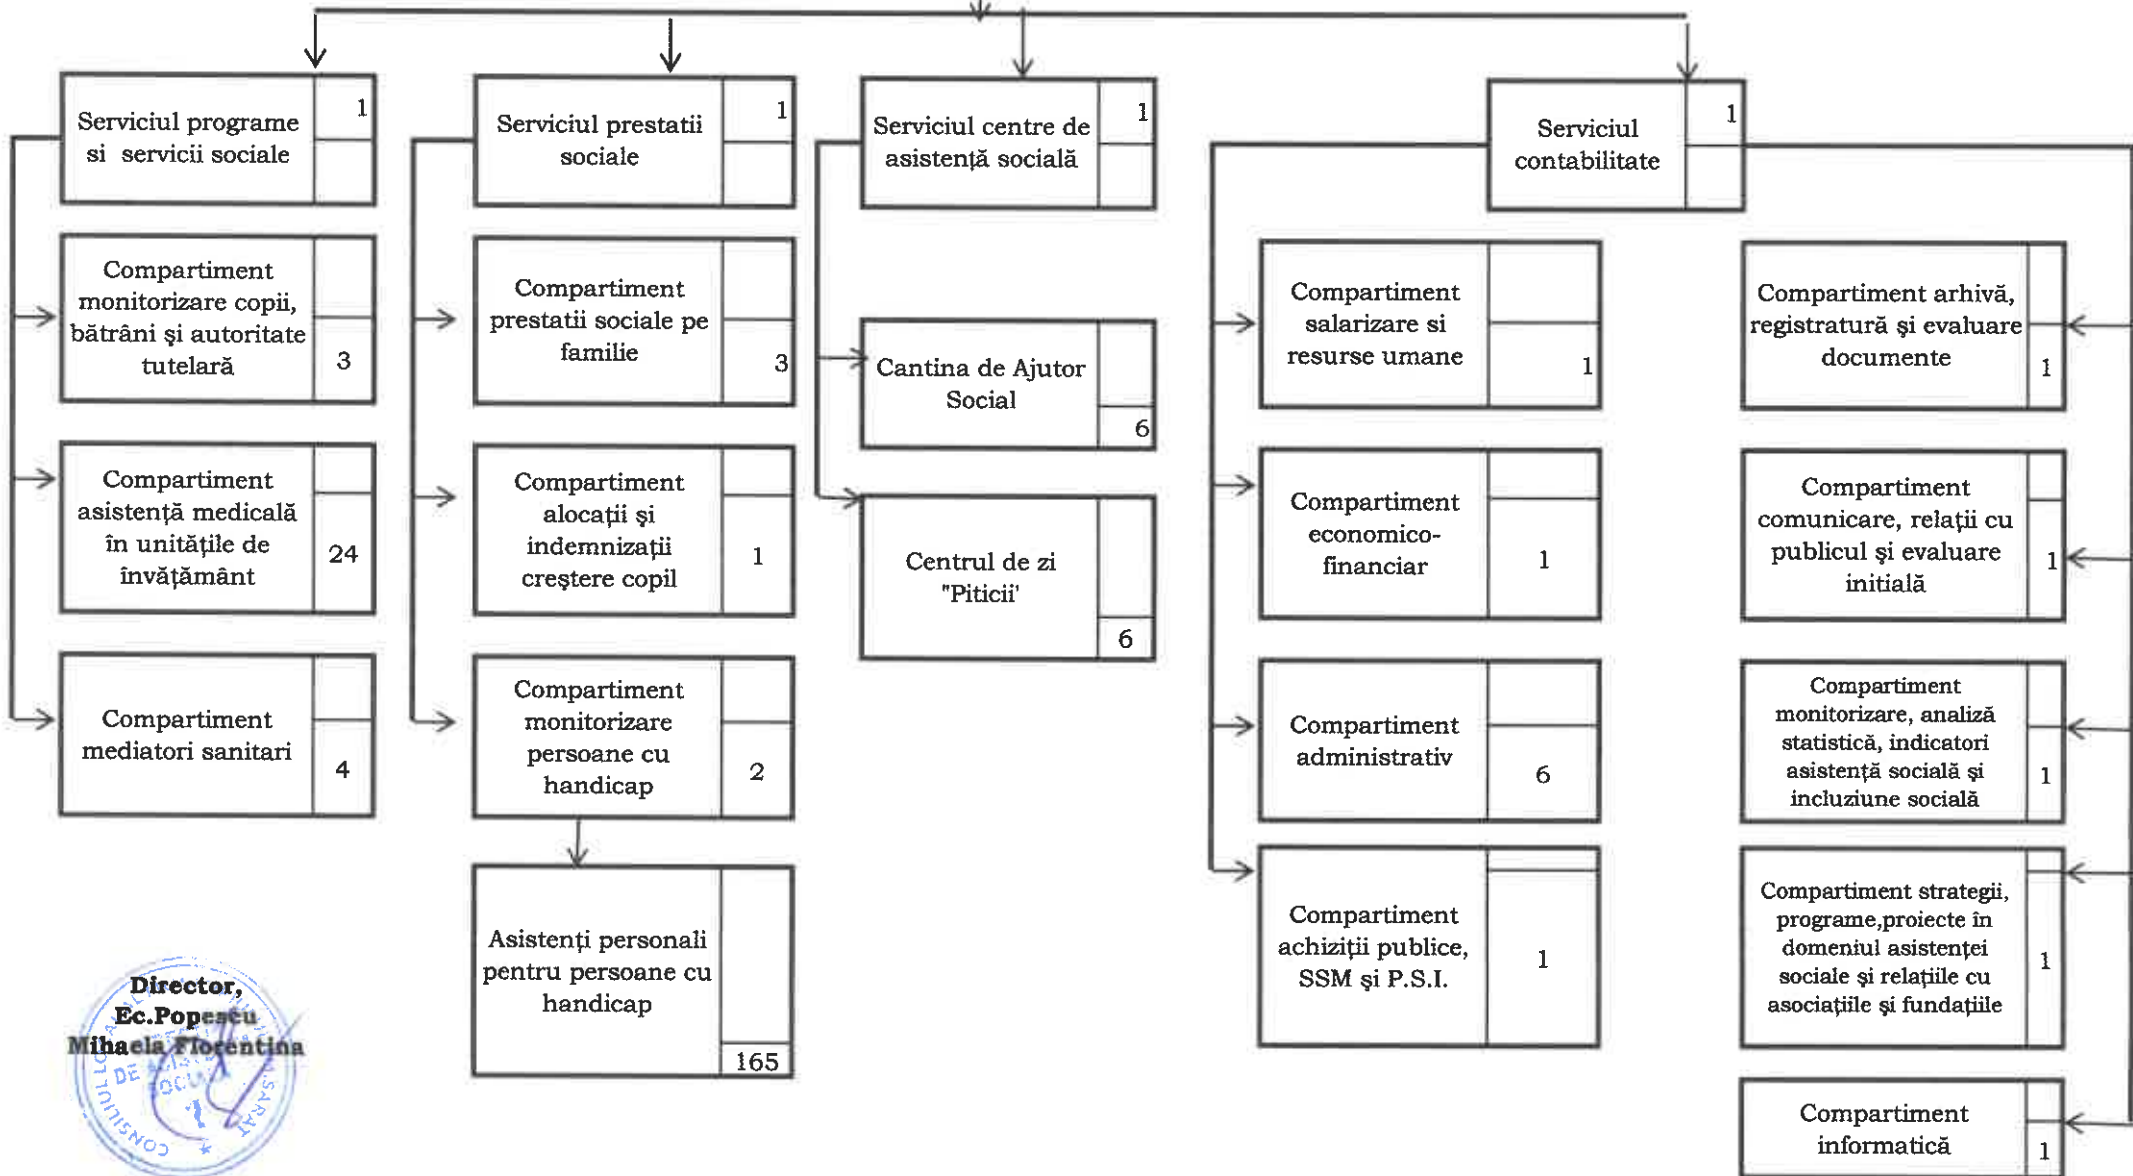 Serviciul programe
si servicii sociale
1
Serviciul prestatii
sociale
1
Serviciul centre de
asistenţă socială
1
Serviciul
contabilitate
1
Compartiment
monitorizare copii,
bătrâni şi autoritate
tutelară
3
Compartiment
asistenţă medicală
în unităţile de
învăţământ
24
Compartiment
mediatori sanitari
4
Compartiment
prestatii sociale pe
familie
3
Compartiment
alocaţii şi
indemnizaţii
creştere copil
1
Compartiment
monitorizare
persoane cu
handicap
2
Asistenţi personali
pentru persoane cu
handicap
165
Cantina de Ajutor
Social
6
Centrul de zi
"Piticii'
6
Compartiment
salarizare si
resurse umane
1
Compartiment
economico-
financiar
1
Compartiment
administrativ
6
Compartiment
achiziţii publice,
SSM şi P.S.I.
1
Compartiment arhivă,
registratură şi evaluare
documente
1
Compartiment
comunicare, relaţii cu
publicul şi evaluare
initială
1
Compartiment
monitorizare, analiză
statistică, indicatori
asistenţă socială şi
incluziune socială
1
Compartiment strategii,
programe,proiecte în
domeniul asistenţei
sociale şi relaţiile cu
asociaţiile şi fundaţiile
1
Compartiment
informatică
1
Director,
Ec.Popescu
Mihaela Florentina
CONSILIUL LOCAL
SARAT
DE